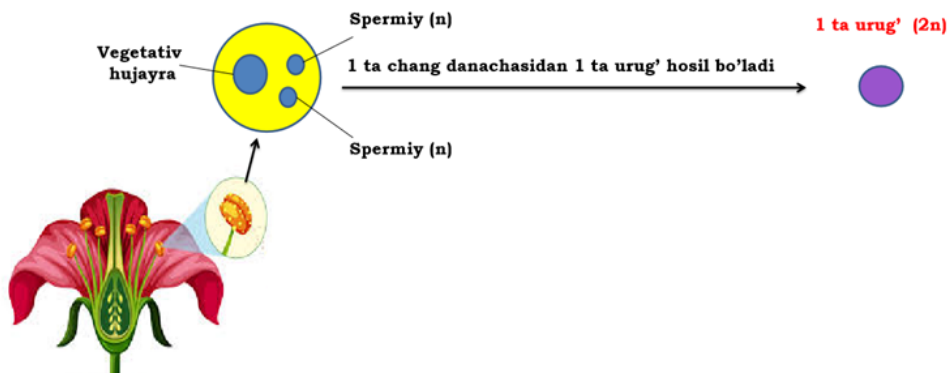 Spermiy (n)
1 ta urug' (2n)
Vegetativ
hujayra
1 ta chang danachasidan 1 ta urug' hosil bo'ladi
Spermiy (n)